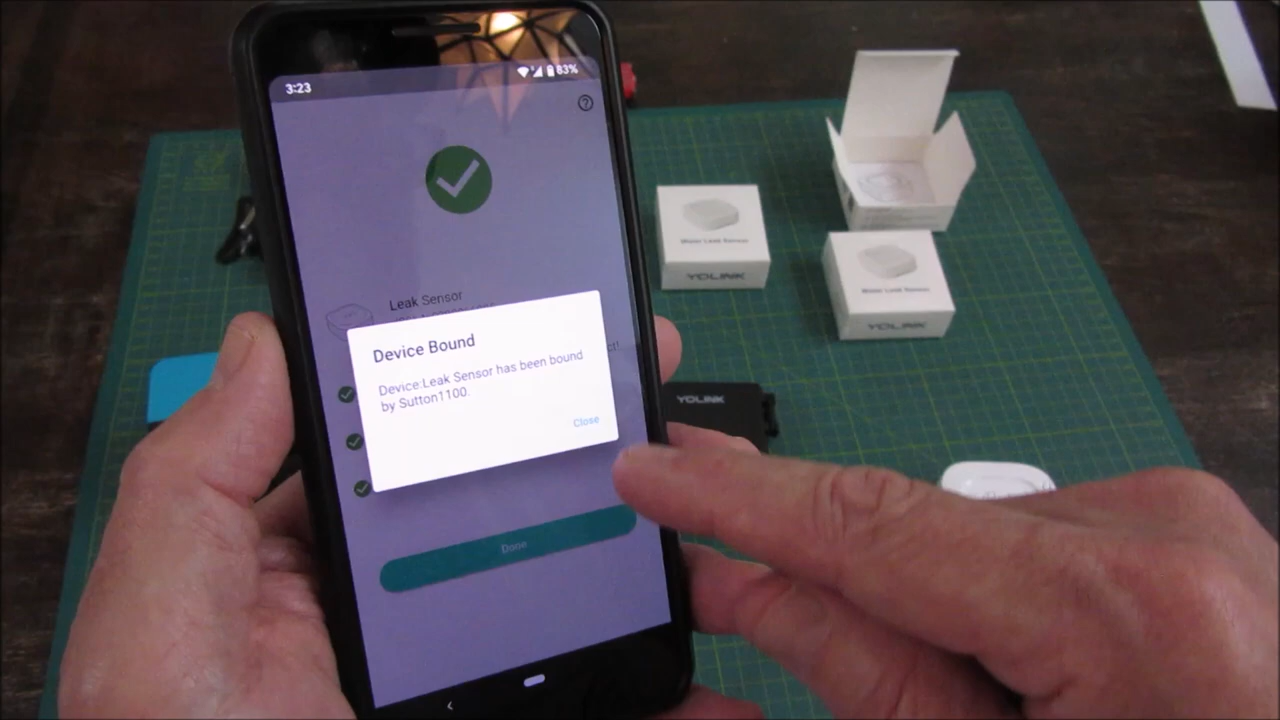 3:23
83%
Leak Sensor
Device Bound
Device:Leak Sensor has been bound
by Sutton1100.
Close
Done
Water Leak Sensor
YOLINK
Water Leak Sensor
YOLINK
YOLINK